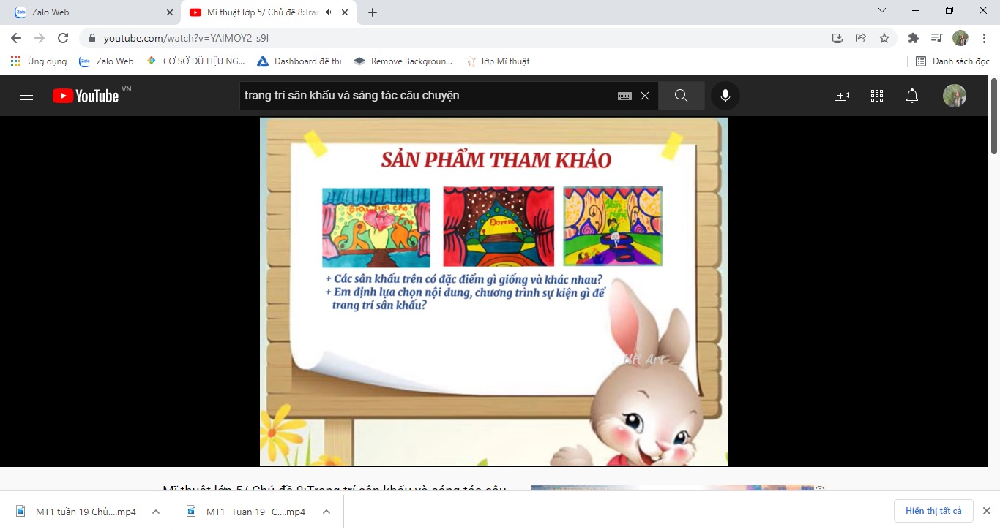 Zalo Web
Mĩ thuật lớp 5/ Chủ đề 8:Tran
youtube.com/watch?v=YAlMOY2-s9I
Ứng dụng
Zalo Web
CƠ SỞ DỮ LIỆU NG...
Dashboard đề thi
Remove Backgroun...
lớp Mĩ thuật
Danh sách đọc
YouTube VN
trang trí sân khấu và sáng tác câu chuyện
SẢN PHẨM THAM KHẢO
Trái tim cho
+ Các sân khấu trên có đặc điểm gì giống và khác nhau?
+ Em định lựa chọn nội dung, chương trình sự kiện gì để
trang trí sân khấu?
Art
Mĩ thuật lớp 5/ Chủ đề 8:Trang trí sân khấu và sáng tác câu
MT1 tuần 19 Chủ....mp4
MT1- Tuan 19- C....mp4
Hiển thị tất cả